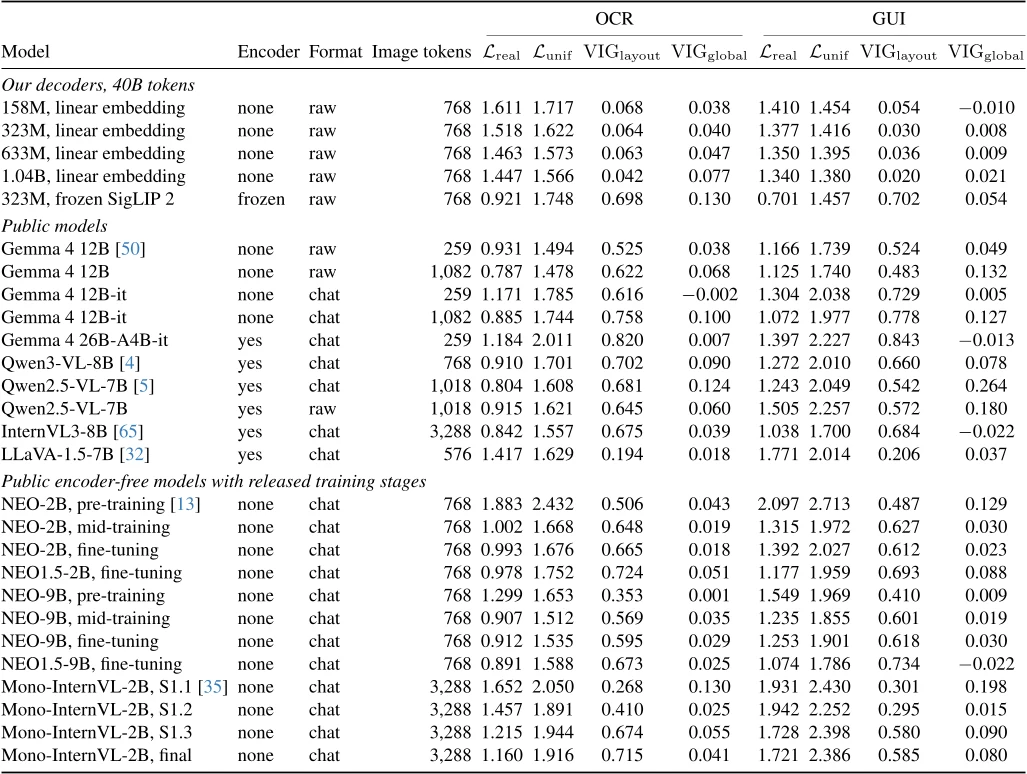 OCR GUI
Model Encoder Format Image tokens L_real L_unif VIG_layout VIG_global L_real L_unif VIG_layout VIG_global
Our decoders, 40B tokens
158M, linear embedding none raw 768 1.611 1.717 0.068 0.038 1.410 1.454 0.054 −0.010
323M, linear embedding none raw 768 1.518 1.622 0.064 0.040 1.377 1.416 0.030 0.008
633M, linear embedding none raw 768 1.463 1.573 0.063 0.047 1.350 1.395 0.036 0.009
1.04B, linear embedding none raw 768 1.447 1.566 0.042 0.077 1.340 1.380 0.020 0.021
323M, frozen SigLIP 2 frozen raw 768 0.921 1.748 0.698 0.130 0.701 1.457 0.702 0.054
Public models
Gemma 4 12B [50] none raw 259 0.931 1.494 0.525 0.038 1.166 1.739 0.524 0.049
Gemma 4 12B none raw 1,082 0.787 1.478 0.622 0.068 1.125 1.740 0.483 0.132
Gemma 4 12B-it none chat 259 1.171 1.785 0.616 −0.002 1.304 2.038 0.729 0.005
Gemma 4 12B-it none chat 1,082 0.885 1.744 0.758 0.100 1.072 1.977 0.778 0.127
Gemma 4 26B-A4B-it yes chat 259 1.184 2.011 0.820 0.007 1.397 2.227 0.843 −0.013
Qwen3-VL-8B [4] yes chat 768 0.910 1.701 0.702 0.090 1.272 2.010 0.660 0.078
Qwen2.5-VL-7B [5] yes chat 1,018 0.804 1.608 0.681 0.124 1.243 2.049 0.542 0.264
Qwen2.5-VL-7B yes raw 1,018 0.915 1.621 0.645 0.060 1.505 2.257 0.572 0.180
InternVL3-8B [65] yes chat 3,288 0.842 1.557 0.675 0.039 1.038 1.700 0.684 −0.022
LLaVA-1.5-7B [32] yes chat 576 1.417 1.629 0.194 0.018 1.771 2.014 0.206 0.037
Public encoder-free models with released training stages
NEO-2B, pre-training [13] none chat 768 1.883 2.432 0.506 0.043 2.097 2.713 0.487 0.129
NEO-2B, mid-training none chat 768 1.002 1.668 0.648 0.019 1.315 1.972 0.627 0.030
NEO-2B, fine-tuning none chat 768 0.993 1.676 0.665 0.018 1.392 2.027 0.612 0.023
NEO1.5-2B, fine-tuning none chat 768 0.978 1.752 0.724 0.051 1.177 1.959 0.693 0.088
NEO-9B, pre-training none chat 768 1.299 1.653 0.353 0.001 1.549 1.969 0.410 0.009
NEO-9B, mid-training none chat 768 0.907 1.512 0.569 0.035 1.235 1.855 0.601 0.019
NEO-9B, fine-tuning none chat 768 0.912 1.535 0.595 0.029 1.253 1.901 0.618 0.030
NEO1.5-9B, fine-tuning none chat 768 0.891 1.588 0.673 0.025 1.074 1.786 0.734 −0.022
Mono-InternVL-2B, S1.1 [35] none chat 3,288 1.652 2.050 0.268 0.130 1.931 2.430 0.301 0.198
Mono-InternVL-2B, S1.2 none chat 3,288 1.457 1.891 0.410 0.025 1.942 2.252 0.295 0.015
Mono-InternVL-2B, S1.3 none chat 3,288 1.215 1.944 0.674 0.055 1.728 2.398 0.580 0.090
Mono-InternVL-2B, final none chat 3,288 1.160 1.916 0.715 0.041 1.721 2.386 0.585 0.080